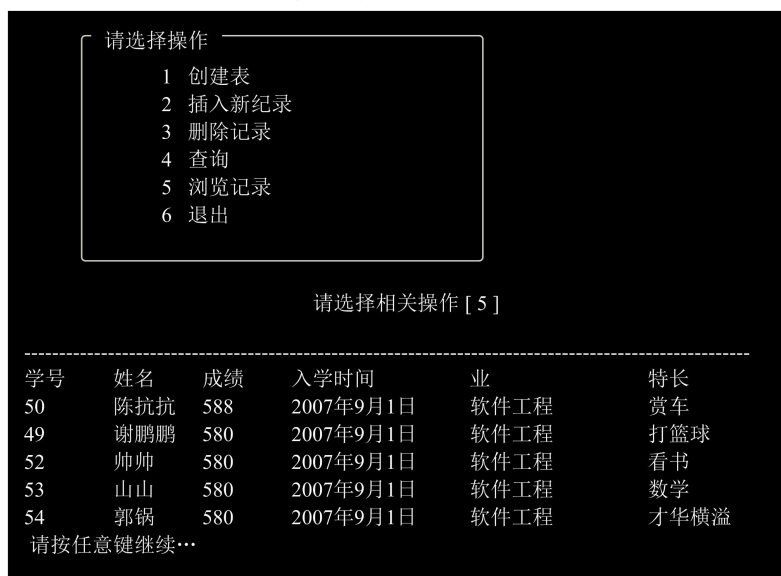 请选择操作
1 创建表
2 插入新纪录
3 删除记录
4 查询
5 浏览记录
6 退出
请选择相关操作 [ 5 ]
学号 姓名 成绩 入学时间 业 特长
50 陈抗抗 588 2007年9月1日 软件工程 赏车
49 谢鹏鹏 580 2007年9月1日 软件工程 打篮球
52 帅帅 580 2007年9月1日 软件工程 看书
53 山山 580 2007年9月1日 软件工程 数学
54 郭锅 580 2007年9月1日 软件工程 才华横溢
请按任意键继续…